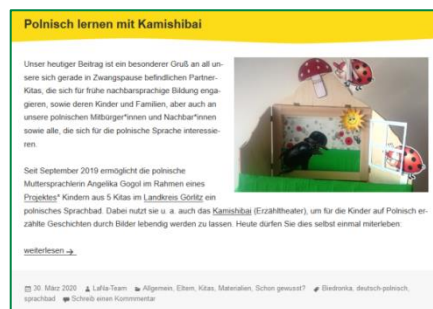 Polnisch lernen mit Kamishibai
Unser heutiger Beitrag ist ein besonderer Gruß an all un-
sere sich gerade in Zwangspause befindlichen Partner-
Kitas, die sich für frühe nachbarsprachige Bildung enga-
gieren, sowie deren Kinder und Familien, aber auch an
unsere polnischen Mitbürger*innen und Nachbar*innen
sowie alle, die sich für die polnische Sprache interessie-
ren.
Seit September 2019 ermöglicht die polnische
Muttersprachlerin Angelika Gogol im Rahmen eines
Projektes* Kindern aus 5 Kitas im Landkreis Görlitz ein
polnisches Sprachbad. Dabei nutzt sie u. a. auch das Kamishibai (Erzähltheater), um für die Kinder auf Polnisch er-
zählte Geschichten durch Bilder lebendig werden zu lassen. Heute dürfen Sie dies selbst einmal miterleben:
weiterlesen →
30. März 2020 LaNa-Team Allgemein, Eltern, Kitas, Materialien, Schon gewusst? Biedronka, deutsch-polnisch,
sprachbad Schreib einen Kommentar